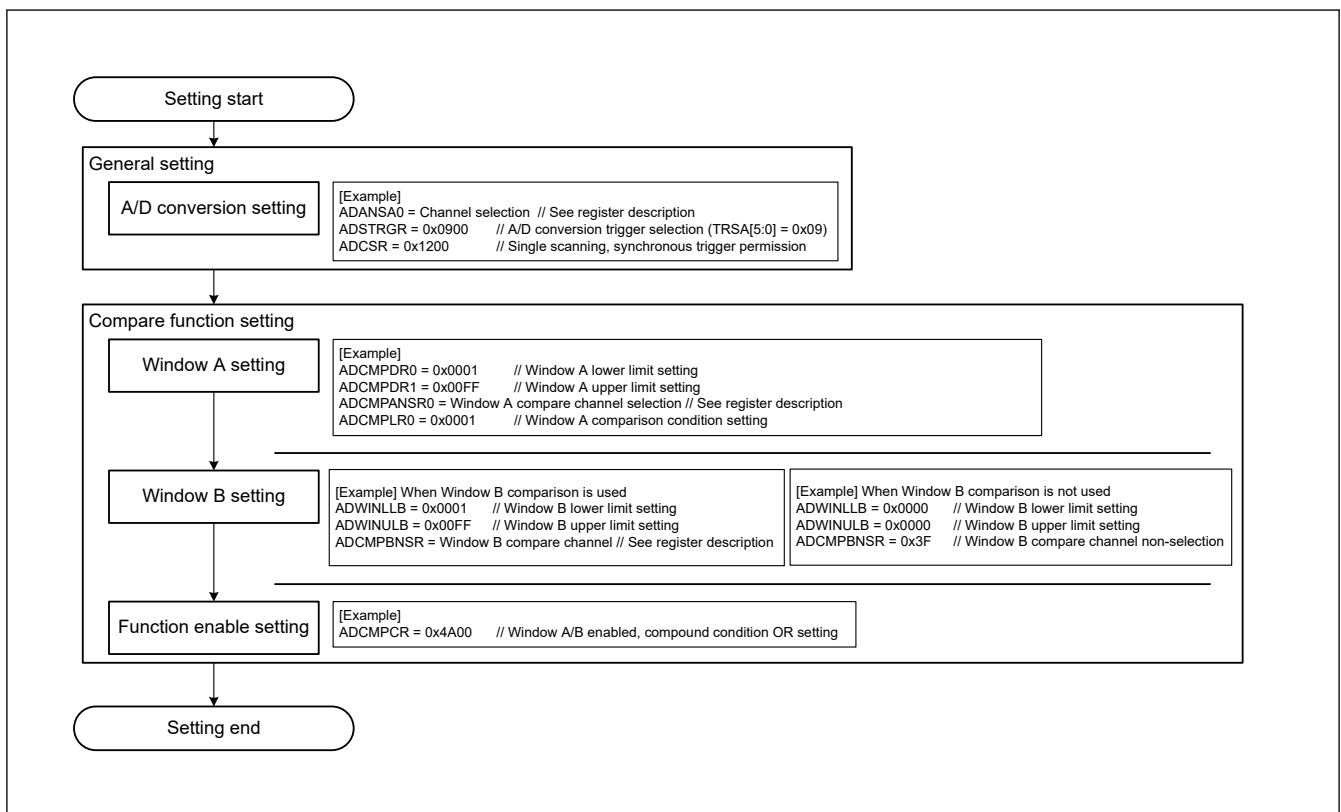 Setting start
General setting
A/D conversion setting
[Example]
ADANSA0 = Channel selection // See register description
ADSTRGR = 0x0900 // A/D conversion trigger selection (TRSA[5:0] = 0x09)
ADCSR = 0x1200 // Single scanning, synchronous trigger permission
Compare function setting
Window A setting
[Example]
ADCMPDR0 = 0x0001 // Window A lower limit setting
ADCMPDR1 = 0x00FF // Window A upper limit setting
ADCMPANSR0 = Window A compare channel selection // See register description
ADCMPLR0 = 0x0001 // Window A comparison condition setting
Window B setting
[Example] When Window B comparison is used
ADWINLLB = 0x0001 // Window B lower limit setting
ADWINULB = 0x00FF // Window B upper limit setting
ADCMPBNSR = Window B compare channel // See register description
[Example] When Window B comparison is not used
ADWINLLB = 0x0000 // Window B lower limit setting
ADWINULB = 0x0000 // Window B upper limit setting
ADCMPBNSR = 0x3F // Window B compare channel non-selection
Function enable setting
[Example]
ADCMPCR = 0x4A00 // Window A/B enabled, compound condition OR setting
Setting end